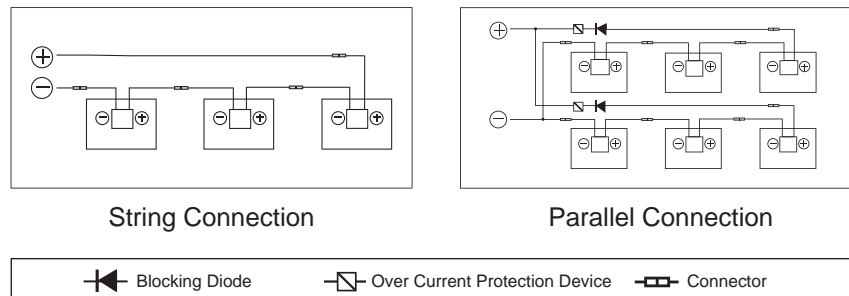 String Connection
Parallel Connection
Blocking Diode
Over Current Protection Device
Connector